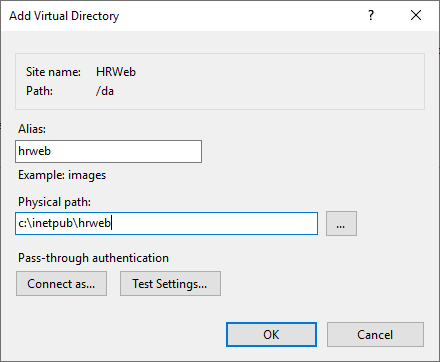 Add Virtual Directory
?
Site name: HRWeb
Path: /da
Alias:
hrweb
Example: images
Physical path:
c:\inetpub\hrweb
...
Pass-through authentication
Connect as... Test Settings...
OK Cancel